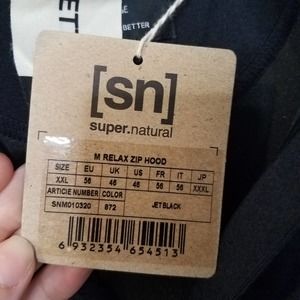 ET
BETTER
[sn]
super.natural
M RELAX ZIP HOOD
SIZE EU UK US FR IT JP
XXL 56 46 46 56 56 XXXL
ARTICLE NUMBER COLOR
SNM010320 872 JET BLACK
6 932354 654513